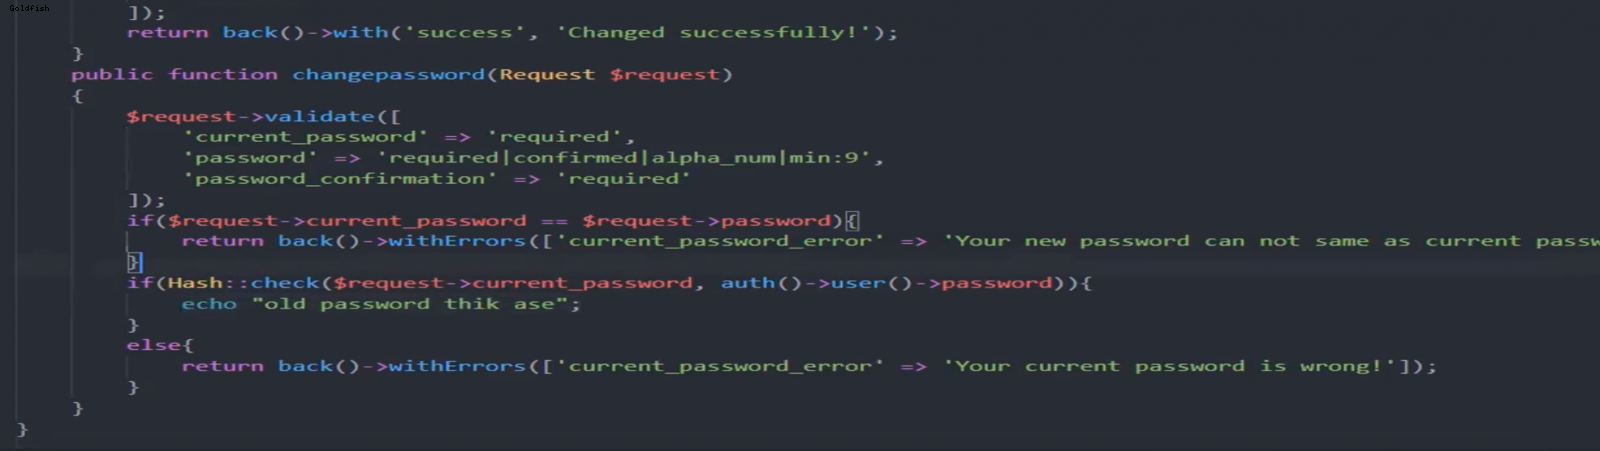 Goldfish
]);
return back()->with('success', 'Changed successfully!');
}
public function changepassword(Request $request)
{
$request->validate([
'current_password' => 'required',
'password' => 'required|confirmed|alpha_num|min:9',
'password_confirmation' => 'required'
]);
if($request->current_password == $request->password){
return back()->withErrors(['current_password_error' => 'Your new password can not same as current passw
}
if(Hash::check($request->current_password, auth()->user()->password)){
echo "old password thik ase";
}
else{
return back()->withErrors(['current_password_error' => 'Your current password is wrong!']);
}
}
}